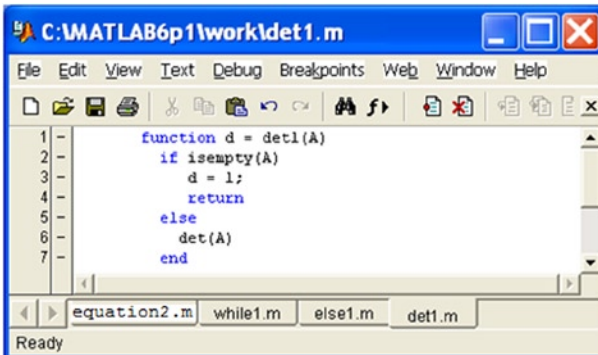 C:\MATLAB6p1\work\det1.m
File Edit View Text Debug Breakpoints Web Window Help
1 - function d = det1(A)
2 - if isempty(A)
3 - d = 1;
4 - return
5 - else
6 - det(A)
7 - end
equation2.m while1.m else1.m det1.m
Ready